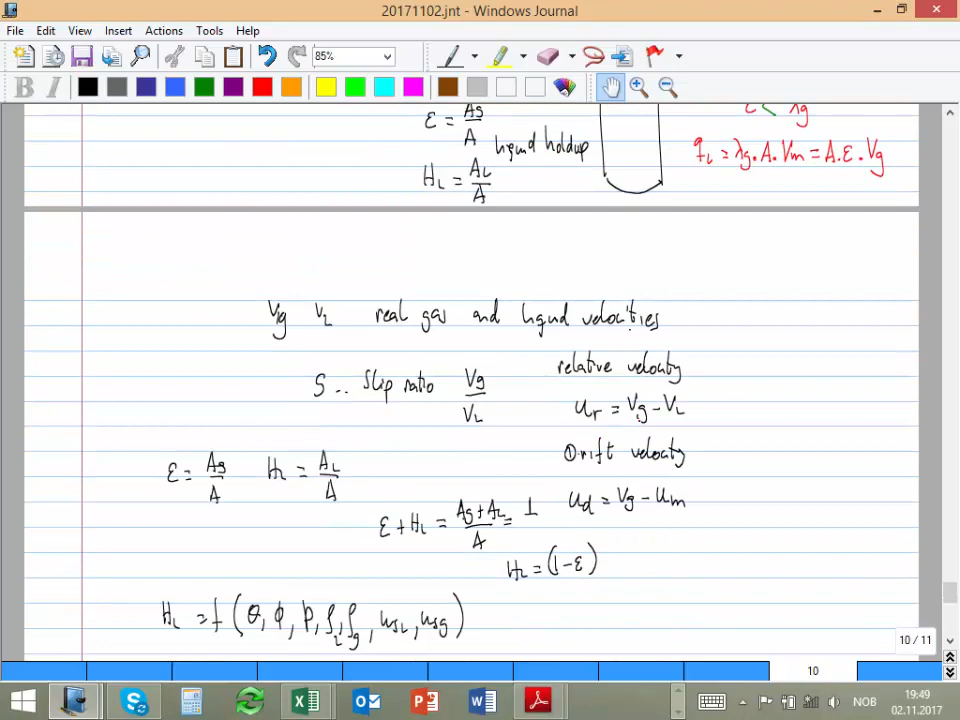 20171102.jnt - Windows Journal
File Edit View Insert Actions Tools Help
85%
B I
ε = Ag/A
liquid holdup
HL = AL/A
λg
qL = λg.A.Vm = A.ε.Vg
Vg VL real gas and liquid velocities
S .. Slip ratio Vg/VL
relative velocity
ur = Vg - VL
Drift velocity
ud = Vg - um
ε = Ag/A HL = AL/A
ε + HL = Ag + AL/A = 1
HL = (1 - ε)
HL = f (θ, ϕ, P, ρL, ρg, usL, usg)
10 / 11
10
NOB
19:49
02.11.2017